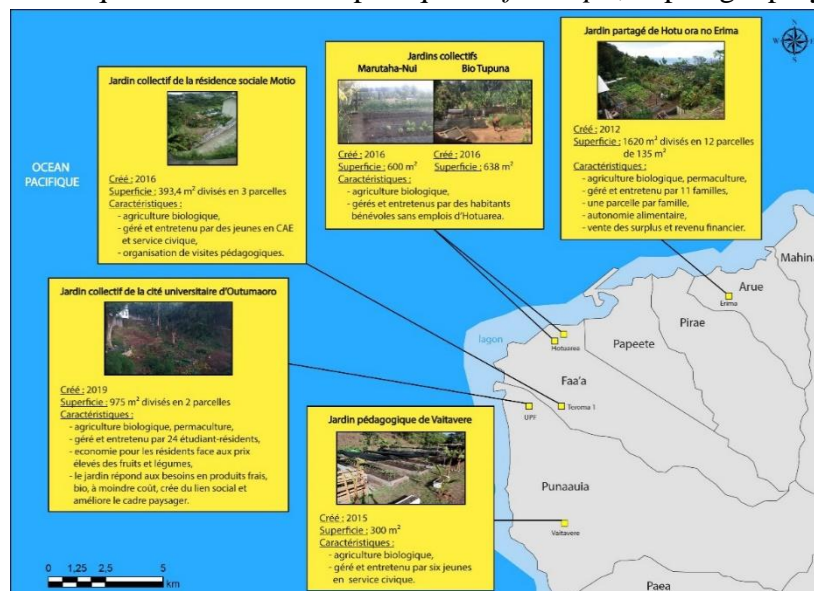 Jardin partagé de Hotu ora no Erima
Créé : 2012
Superficie : 1620 m² divisés en 12 parcelles
de 135 m²
Caractéristiques :
- agriculture biologique, permaculture,
- géré et entretenu par 11 familles,
- une parcelle par famille,
- autonomie alimentaire,
- vente des surplus et revenu financier.
Jardins collectifs
Marutaha-Nui Bio Tupuna
Créé : 2016 Créé : 2016
Superficie : 600 m² Superficie : 638 m²
Caractéristiques :
- agriculture biologique,
- gérés et entretenus par des habitants
bénévoles sans emplois d'Hotuarea.
Jardin collectif de la résidence sociale Motio
Créé : 2016
Superficie : 393,4 m² divisés en 3 parcelles
Caractéristiques :
- agriculture biologique,
- géré et entretenu par des jeunes en CAE
et service civique,
- organisation de visites pédagogiques.
Jardin collectif de la cité universitaire d'Outumaoro
Créé : 2019
Superficie : 975 m² divisés en 2 parcelles
Caractéristiques :
- agriculture biologique, permaculture,
- géré et entretenu par 24 étudiant-résidents,
- economie pour les résidents face aux prix
élevés des fruits et légumes,
- le jardin répond aux besoins en produits frais,
bio, à moindre coût, crée du lien social et
améliore le cadre paysager.
Jardin pédagogique de Vaitavere
Créé : 2015
Superficie : 300 m²
Caractéristiques :
- agriculture biologique,
- géré et entretenu par six jeunes
en service civique.
OCEAN
PACIFIQUE
N
W
E
S
Mahina
Arue
Erima
Pirae
Papeete
lagon
Motuarea
Faa'a
UPF
Teroma 1
Punaauia
Vaitavere
Paea
0 1,25 2,5 5
km